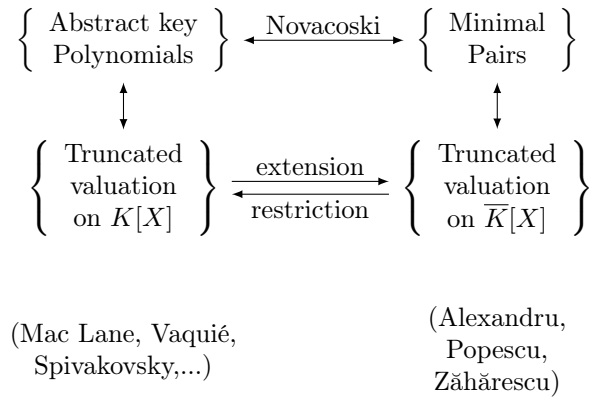 Abstract key
Polynomials
Novacoski
Minimal
Pairs
Truncated
valuation
on K[X]
extension
restriction
Truncated
valuation
on K̅[X]
(Mac Lane, Vaquié,
Spivakovsky,...)
(Alexandru,
Popescu,
Zăhărescu)